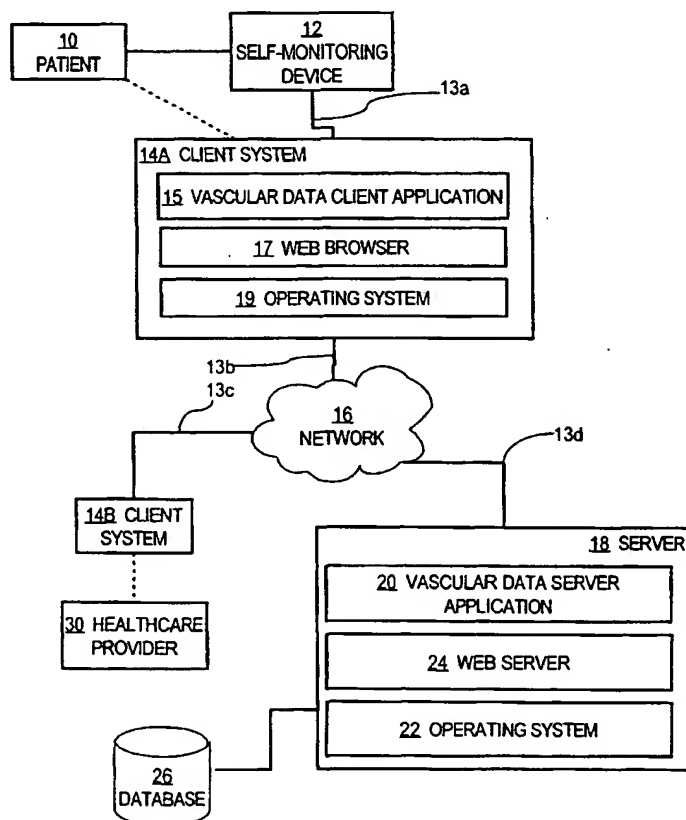 10
PATIENT
12
SELF-MONITORING
DEVICE
13a
14A CLIENT SYSTEM
15 VASCULAR DATA CLIENT APPLICATION
17 WEB BROWSER
19 OPERATING SYSTEM
13b
13c
16
NETWORK
13d
14B CLIENT
SYSTEM
30 HEALTHCARE
PROVIDER
18 SERVER
20 VASCULAR DATA SERVER
APPLICATION
24 WEB SERVER
22 OPERATING SYSTEM
26
DATABASE